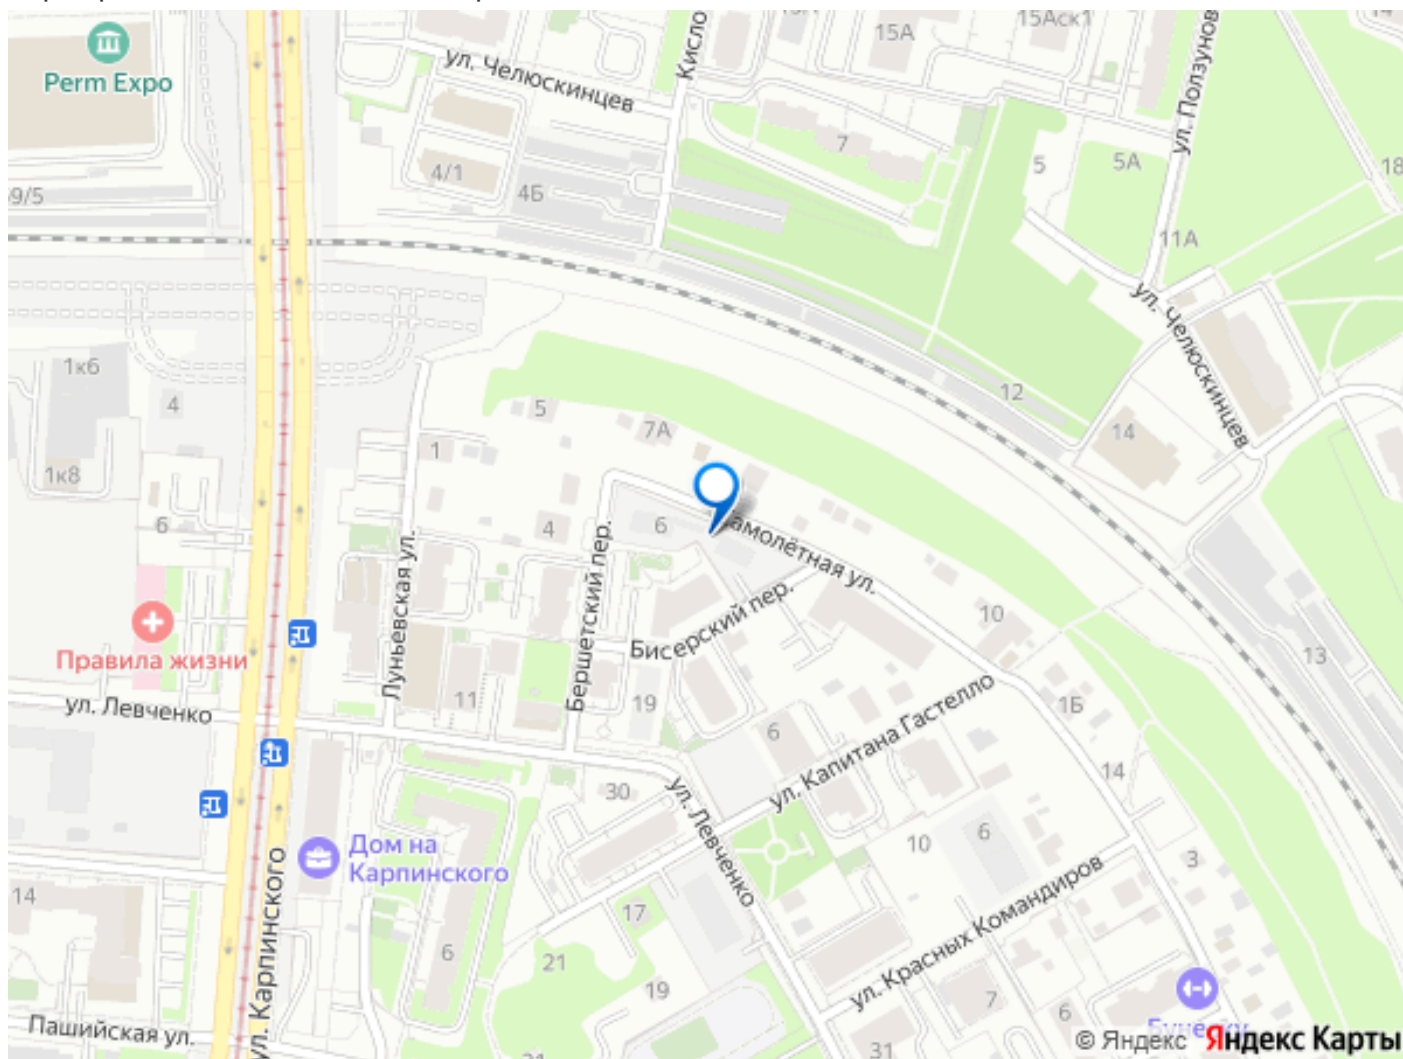 15А
15Аск1
14
Perm Expo
ул. Челюскинцев
Кисло
ул. Ползунов
7
5
5А
18
4/1
4Б
9/5
11А
ул. Челюскинцев
1к6
4
5
7А
12
14
1
1к8
6
4
6
Самолётная ул.
Луньевская ул.
Бершетский пер.
Бисерский пер.
10
13
Правила жизни
ул. Левченко
11
19
6
ул. Капитана Гастелло
1Б
14
30
ул. Левченко
Дом на
Карпинского
10
6
3
14
ул. Карпинского
17
6
21
19
ул. Красных Командиров
7
6
Пашийская ул.
31
© Яндекс
Яндекс Карты